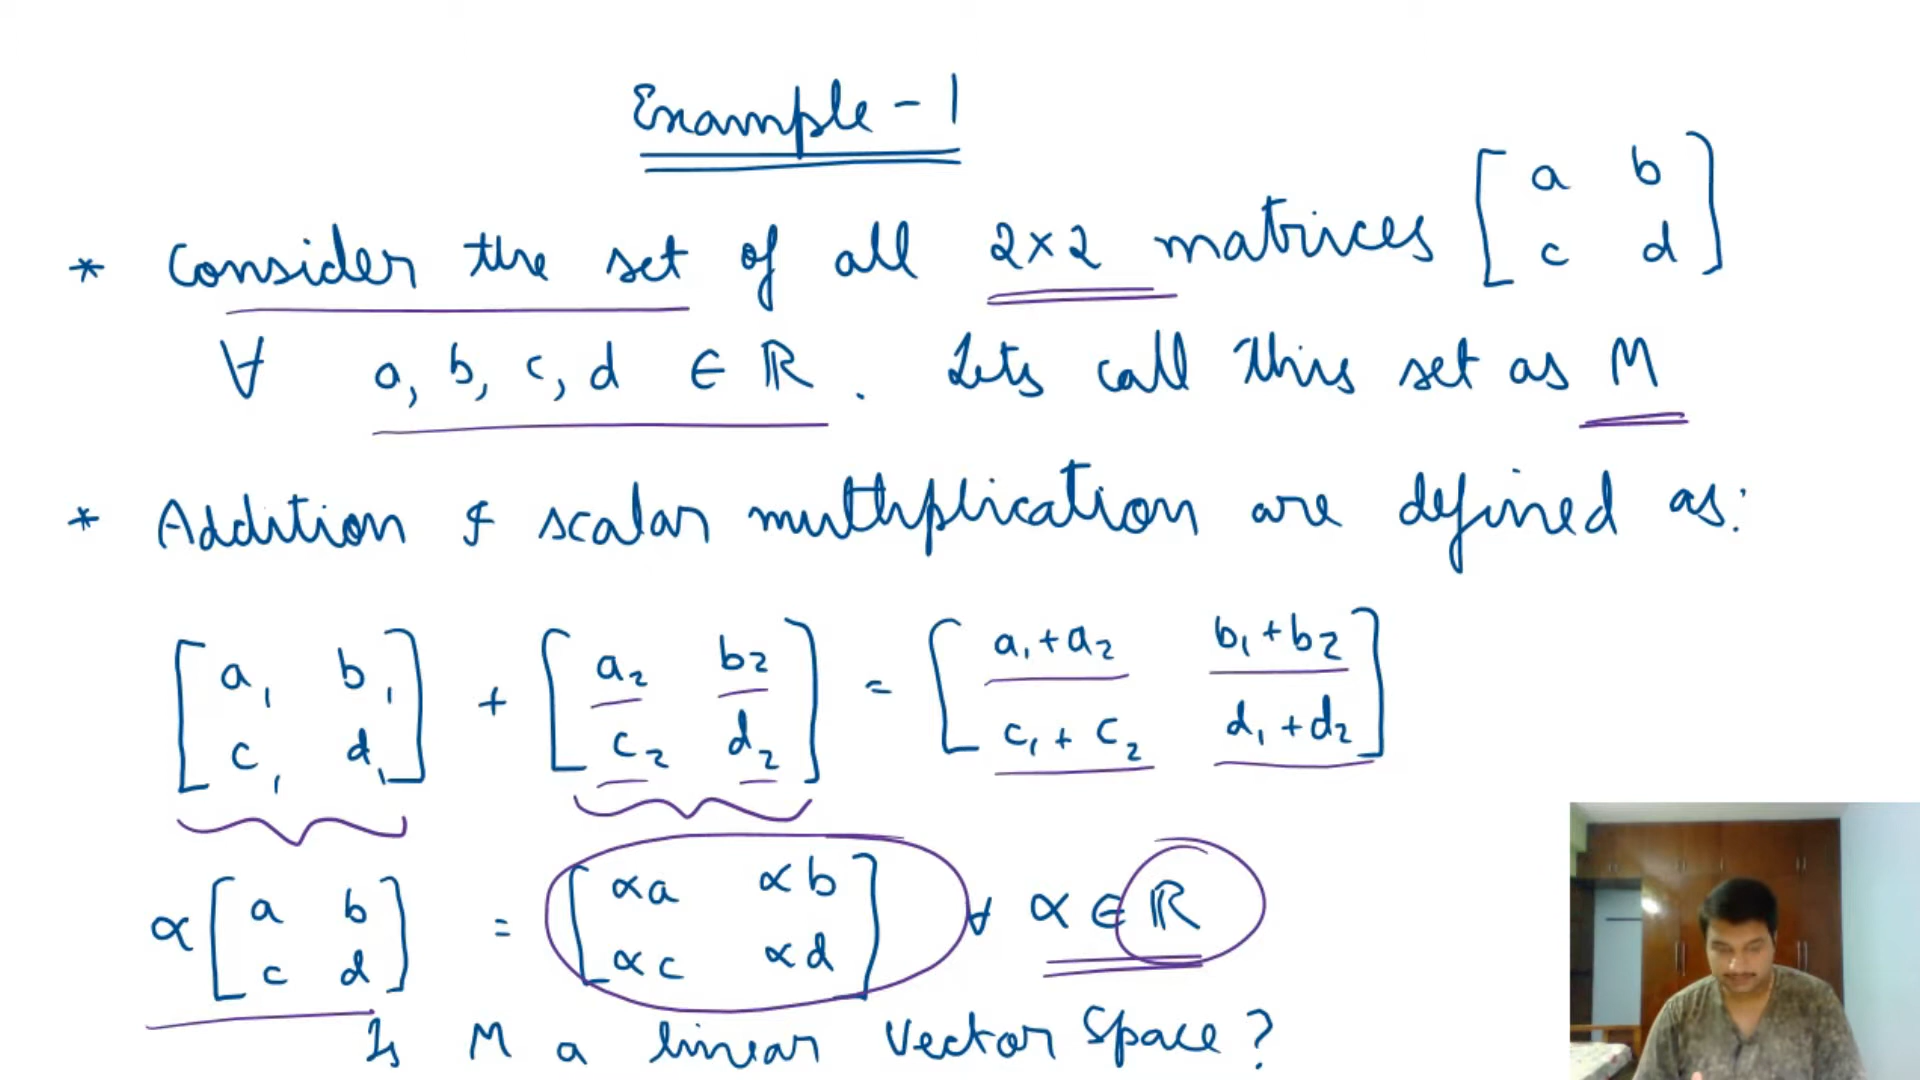 Example - 1
* Consider the set of all 2×2 matrices [a b
c d]
∀ a, b, c, d ∈ ℝ. Lets call this set as M
* Addition & scalar multiplication are defined as:
[a₁ b₁
c₁ d₁] + [a₂ b₂
c₂ d₂] = [a₁+a₂ b₁+b₂
c₁+c₂ d₁+d₂]
α[a b
c d] = [αa αb
αc αd] ∀ α ∈ ℝ
Is M a linear Vector Space?